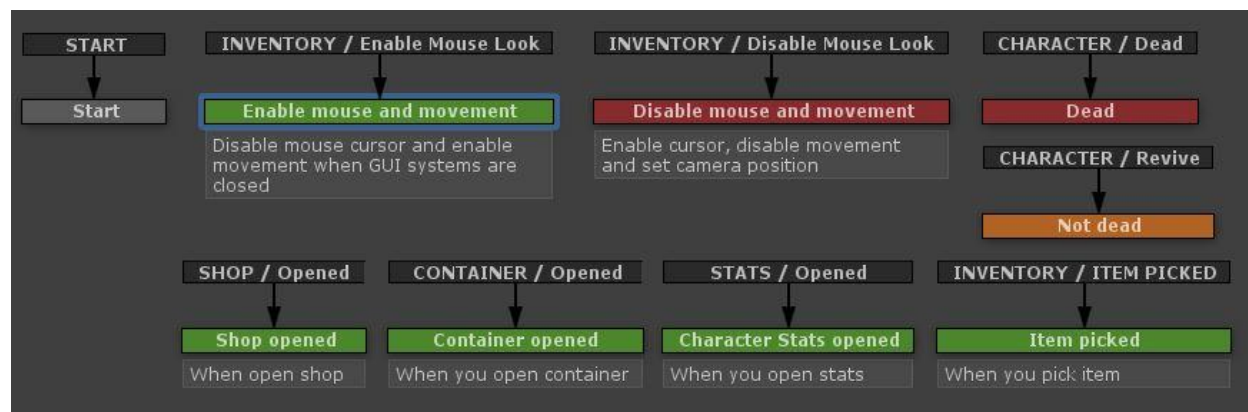 START
INVENTORY / Enable Mouse Look
INVENTORY / Disable Mouse Look
CHARACTER / Dead
Start
Enable mouse and movement
Disable mouse and movement
Dead
Disable mouse cursor and enable
movement when GUI systems are
closed
Enable cursor, disable movement
and set camera position
CHARACTER / Revive
Not dead
SHOP / Opened
CONTAINER / Opened
STATS / Opened
INVENTORY / ITEM PICKED
Shop opened
Container opened
Character Stats opened
Item picked
When open shop
When you open container
When you open stats
When you pick item